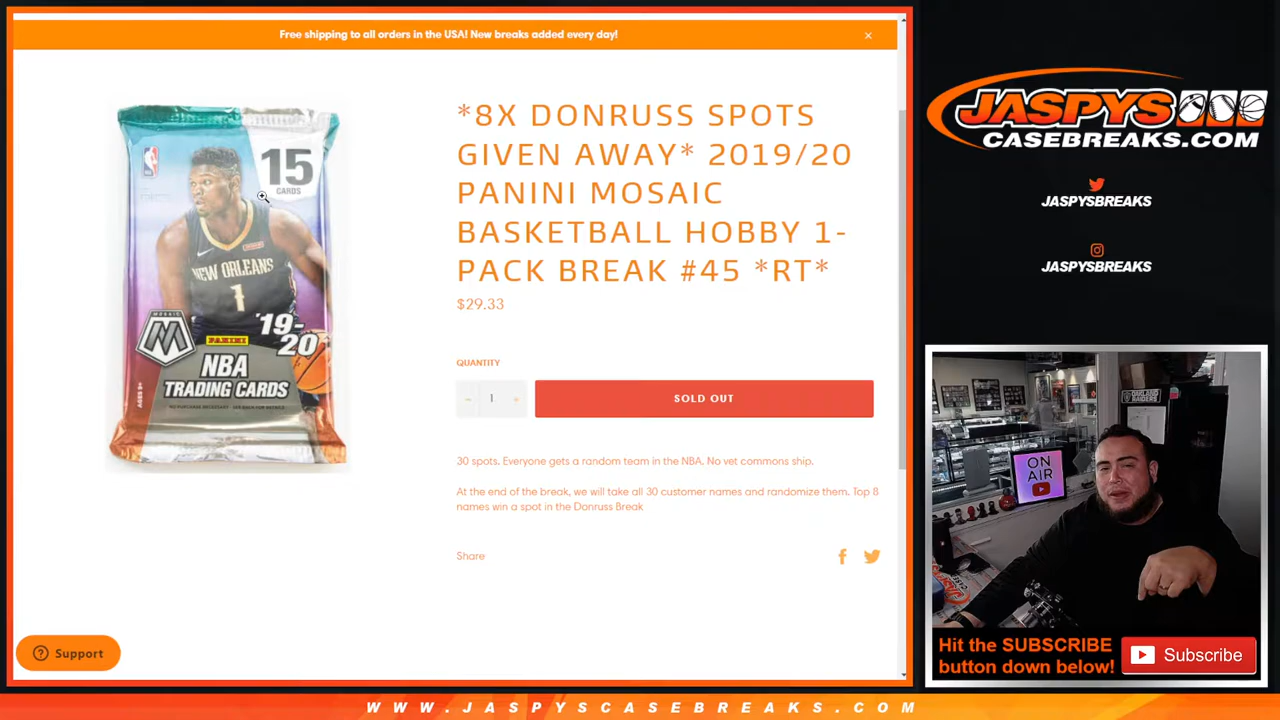 Free shipping to all orders in the USA! New breaks added every day!
×
*8X DONRUSS SPOTS
GIVEN AWAY* 2019/20
PANINI MOSAIC
BASKETBALL HOBBY 1-
PACK BREAK #45 *RT*
$29.33
QUANTITY
- 1 +
SOLD OUT
30 spots. Everyone gets a random team in the NBA. No vet commons ship.
At the end of the break, we will take all 30 customer names and randomize them. Top 8
names win a spot in the Donruss Break
Share
Support
15
CARDS
NEW ORLEANS
1
MOSAIC
PANINI
'19-
20
NBA
TRADING CARDS
AGES 9+
JASPYS
CASEBREAKS.COM
JASPYSBREAKS
JASPYSBREAKS
OAKLAND
RAIDERS
ON
AIR
Hit the SUBSCRIBE
button down below!
Subscribe
WWW.JASPYSCASEBREAKS.COM